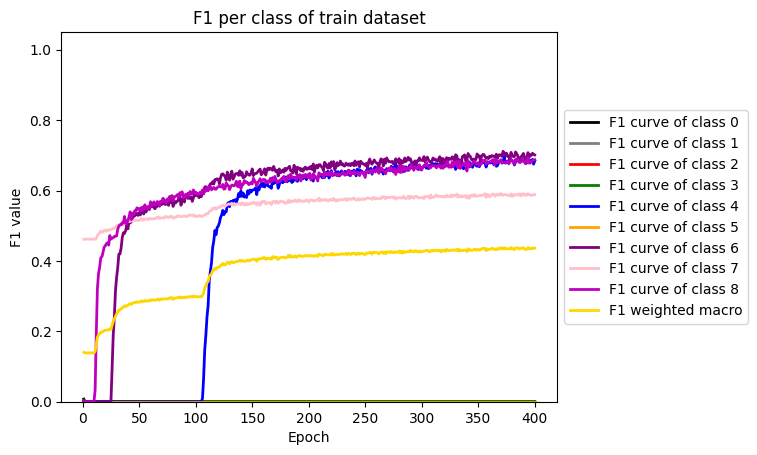 F1 per class of train dataset
F1 value
1.0
0.8
0.6
0.4
0.2
0.0
0 50 100 150 200 250 300 350 400
Epoch
F1 curve of class 0
F1 curve of class 1
F1 curve of class 2
F1 curve of class 3
F1 curve of class 4
F1 curve of class 5
F1 curve of class 6
F1 curve of class 7
F1 curve of class 8
F1 weighted macro